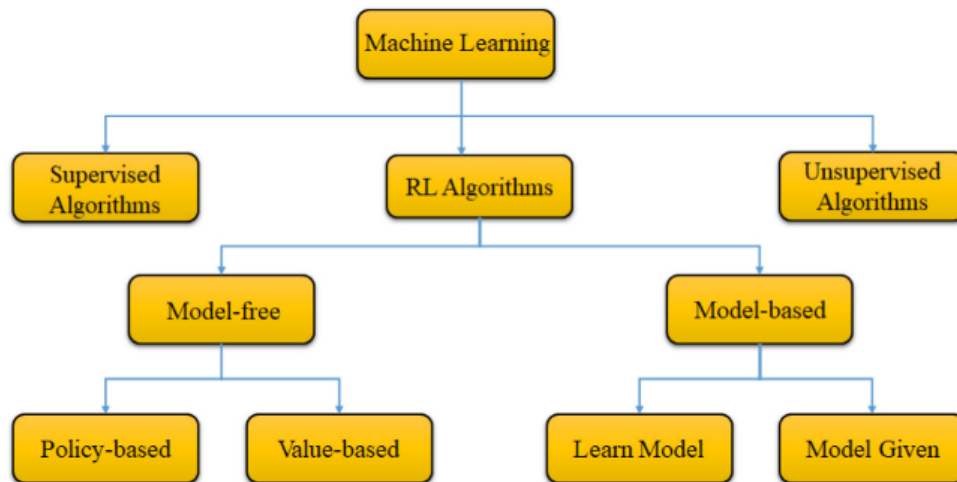 Machine Learning
Supervised
Algorithms
RL Algorithms
Unsupervised
Algorithms
Model-free
Model-based
Policy-based
Value-based
Learn Model
Model Given